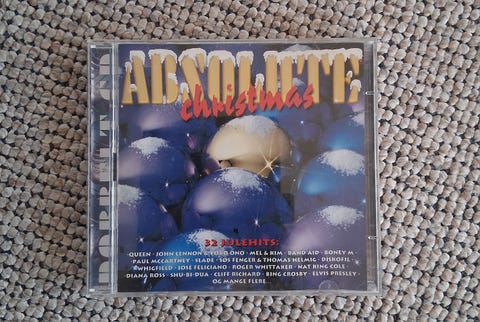 ABSOLUTE
christmas
32 JULEHITS:
QUEEN · JOHN LENNON & YOKO ONO · MEL & KIM · BAND AID · BONEY M
· PAUL MCCARTNEY · SLADE · SØS FENGER & THOMAS HELMIG · DISKOFIL ·
WHIGFIELD · JOSE FELICIANO · ROGER WHITTAKER · NAT KING COLE ·
DIANA ROSS · SHU-BI-DUA · CLIFF RICHARD · BING CROSBY · ELVIS PRESLEY ·
OG MANGE FLERE...
DOBBELT CD